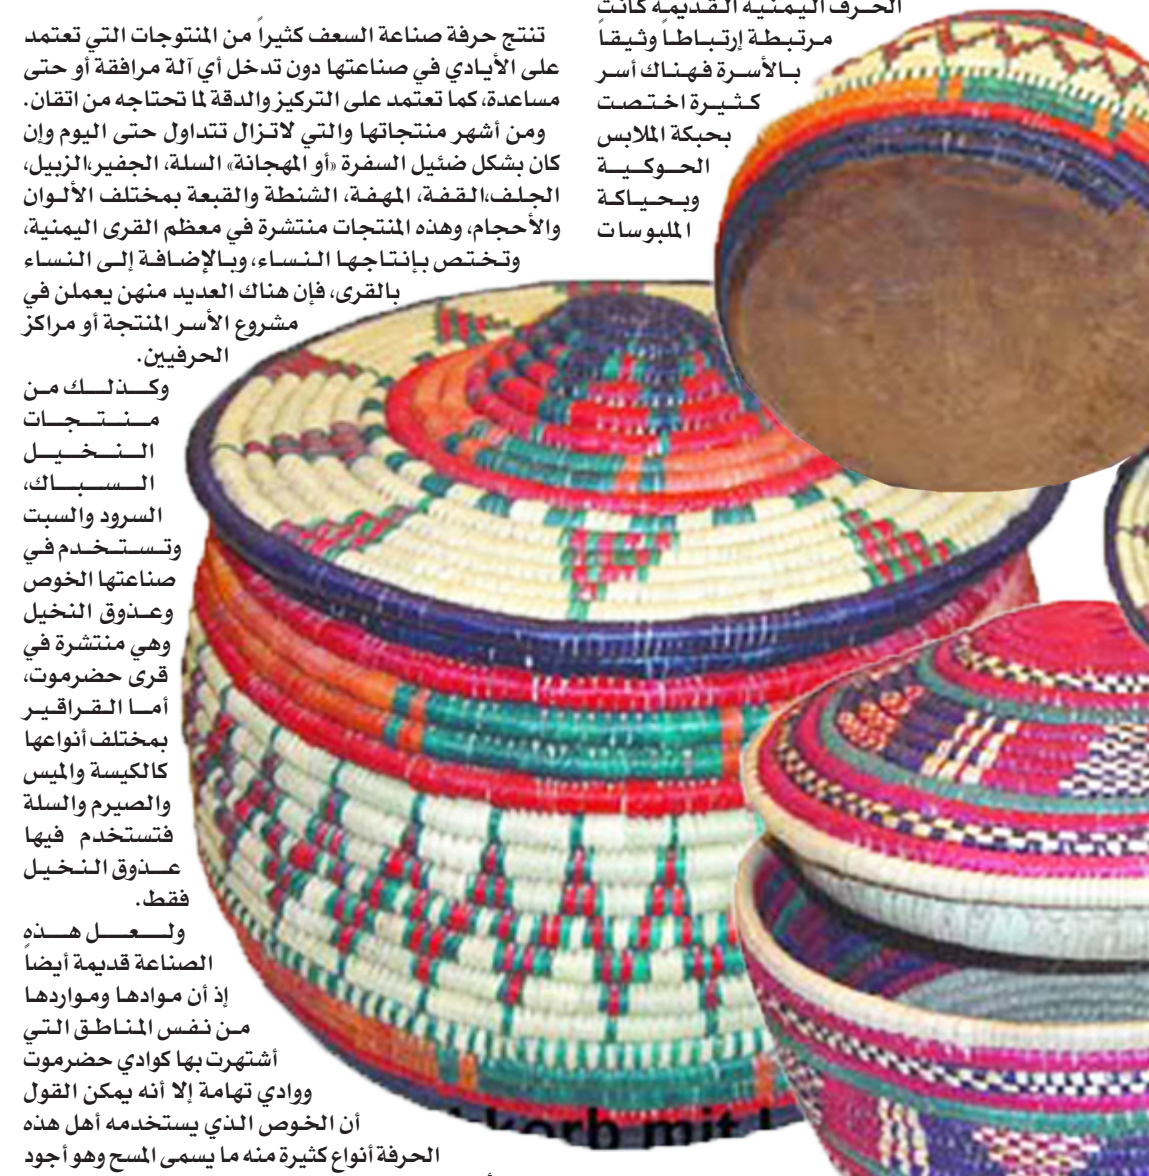 الحرف اليمنية القديمة كانت
مرتبطة إرتباطاً وثيقاً
بالأسرة فهناك أسر
كثيرة اختصت
بحبكة الملابس
الحوكية
وبحياكة
الملبوسات
تنتج حرفة صناعة السعف كثيراً من المنتوجات التي تعتمد
على الأيادي في صناعتها دون تدخل أي آلة مرافقة أو حتى
مساعدة، كما تعتمد على التركيز والدقة لما تحتاجه من اتقان.
ومن أشهر منتجاتها والتي لاتزال تتداول حتى اليوم وإن
كان بشكل ضئيل السفرة «أو المهجانة» السلة، الجفير،الزبيل،
الجلف،القفة، المهفة، الشنطة والقبعة بمختلف الألوان
والأحجام، وهذه المنتجات منتشرة في معظم القرى اليمنية،
وتختص بإنتاجها النساء، وبالإضافة إلى النساء
بالقرى، فإن هناك العديد منهن يعملن في
مشروع الأسر المنتجة أو مراكز
الحرفيين.
وكذلك من
منتجات
النخيل
السباك،
السرود والسبت
وتستخدم في
صناعتها الخوص
وعذوق النخيل
وهي منتشرة في
قرى حضرموت،
أما القراقير
بمختلف أنواعها
كالكيسة والميس
والصيرم والسلة
فتستخدم فيها
عذوق النخيل
فقط.
ولعل هذه
الصناعة قديمة أيضاً
إذ أن موادها ومواردها
من نفس المناطق التي
أشتهرت بها كوادي حضرموت
ووادي تهامة إلا أنه يمكن القول
أن الخوص الذي يستخدمه أهل هذه
الحرفة أنواع كثيرة منه ما يسمى المسح وهو أجود
korb mit